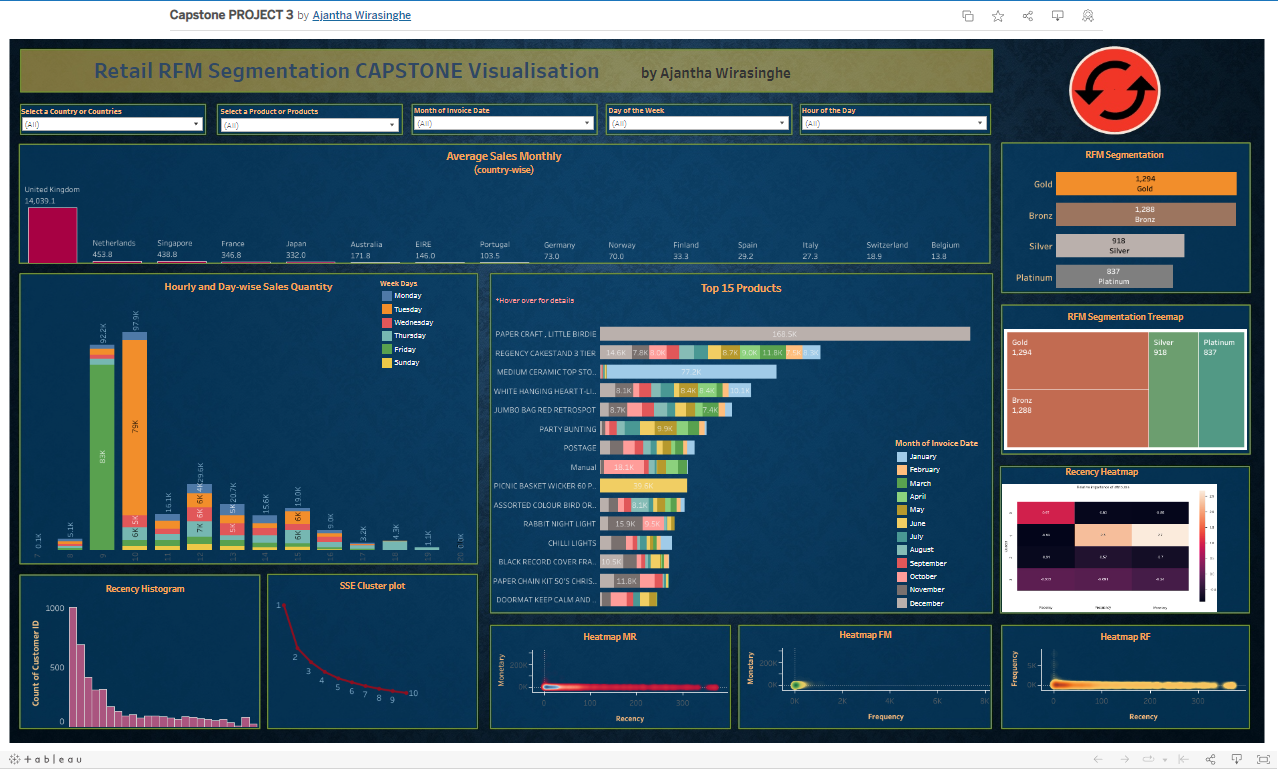 Capstone PROJECT 3 by Ajantha Wirasinghe
Retail RFM Segmentation CAPSTONE Visualisation by Ajantha Wirasinghe
Select a Country or Countries
(All)
Select a Product or Products
(All)
Month of Invoice Date
(All)
Day of the Week
(All)
Hour of the Day
(All)
Average Sales Monthly
(country-wise)
United Kingdom
14,039.1
Netherlands
453.8
Singapore
438.8
France
346.8
Japan
332.0
Australia
171.8
EIRE
146.0
Portugal
103.5
Germany
73.0
Norway
70.0
Finland
33.3
Spain
29.2
Italy
27.3
Switzerland
18.9
Belgium
13.8
RFM Segmentation
Gold
1,294
Gold
Bronz
1,288
Bronz
Silver
918
Silver
Platinum
837
Platinum
Hourly and Day-wise Sales Quantity
Week Days
Monday
Tuesday
Wednesday
Thursday
Friday
Sunday
0.1K
5.1K
92.2K
83K
97.9K
79K
5K
6K
16.1K
29.6K
4K
6K
6K
7K
20.7K
5K
5K
15.6K
19.0K
6K
6K
9.0K
3.2K
4.3K
1.1K
0.0K
7
8
9
10
11
12
13
14
15
16
17
18
19
20
Top 15 Products
*Hover over for details
PAPER CRAFT , LITTLE BIRDIE
168.5K
REGENCY CAKESTAND 3 TIER
14.6K
7.8K
8.7K
9.0K
11.8K
7.5K
MEDIUM CERAMIC TOP STO..
77.2K
WHITE HANGING HEART T-LI..
8.1K
8.4K
8.4K
10.1K
JUMBO BAG RED RETROSPOT
8.7K
7.4K
PARTY BUNTING
9.9K
POSTAGE
Manual
18.1K
PICNIC BASKET WICKER 60 P..
ASSORTED COLOUR BIRD OR..
8.1K
RABBIT NIGHT LIGHT
15.9K
9.5K
CHILLI LIGHTS
BLACK RECORD COVER FRA..
10.5K
PAPER CHAIN KIT 50'S CHRIS..
11.8K
DOORMAT KEEP CALM AND ..
Month of Invoice Date
January
February
March
April
May
June
July
August
September
October
November
December
RFM Segmentation Treemap
Gold
1,294
Bronz
1,288
Silver
918
Platinum
837
Recency Heatmap
Recency
Frequency
Monetary
Recency Histogram
Count of Customer ID
1000
500
0
SSE Cluster plot
1
2
3
4
5
6
7
8
9
10
Heatmap MR
Monetary
200K
0K
0
100
200
300
Recency
Heatmap FM
Monetary
200K
0K
0K
2K
4K
6K
8K
Frequency
Heatmap RF
Frequency
5K
0K
0
100
200
300
Recency
+ a b l e a u